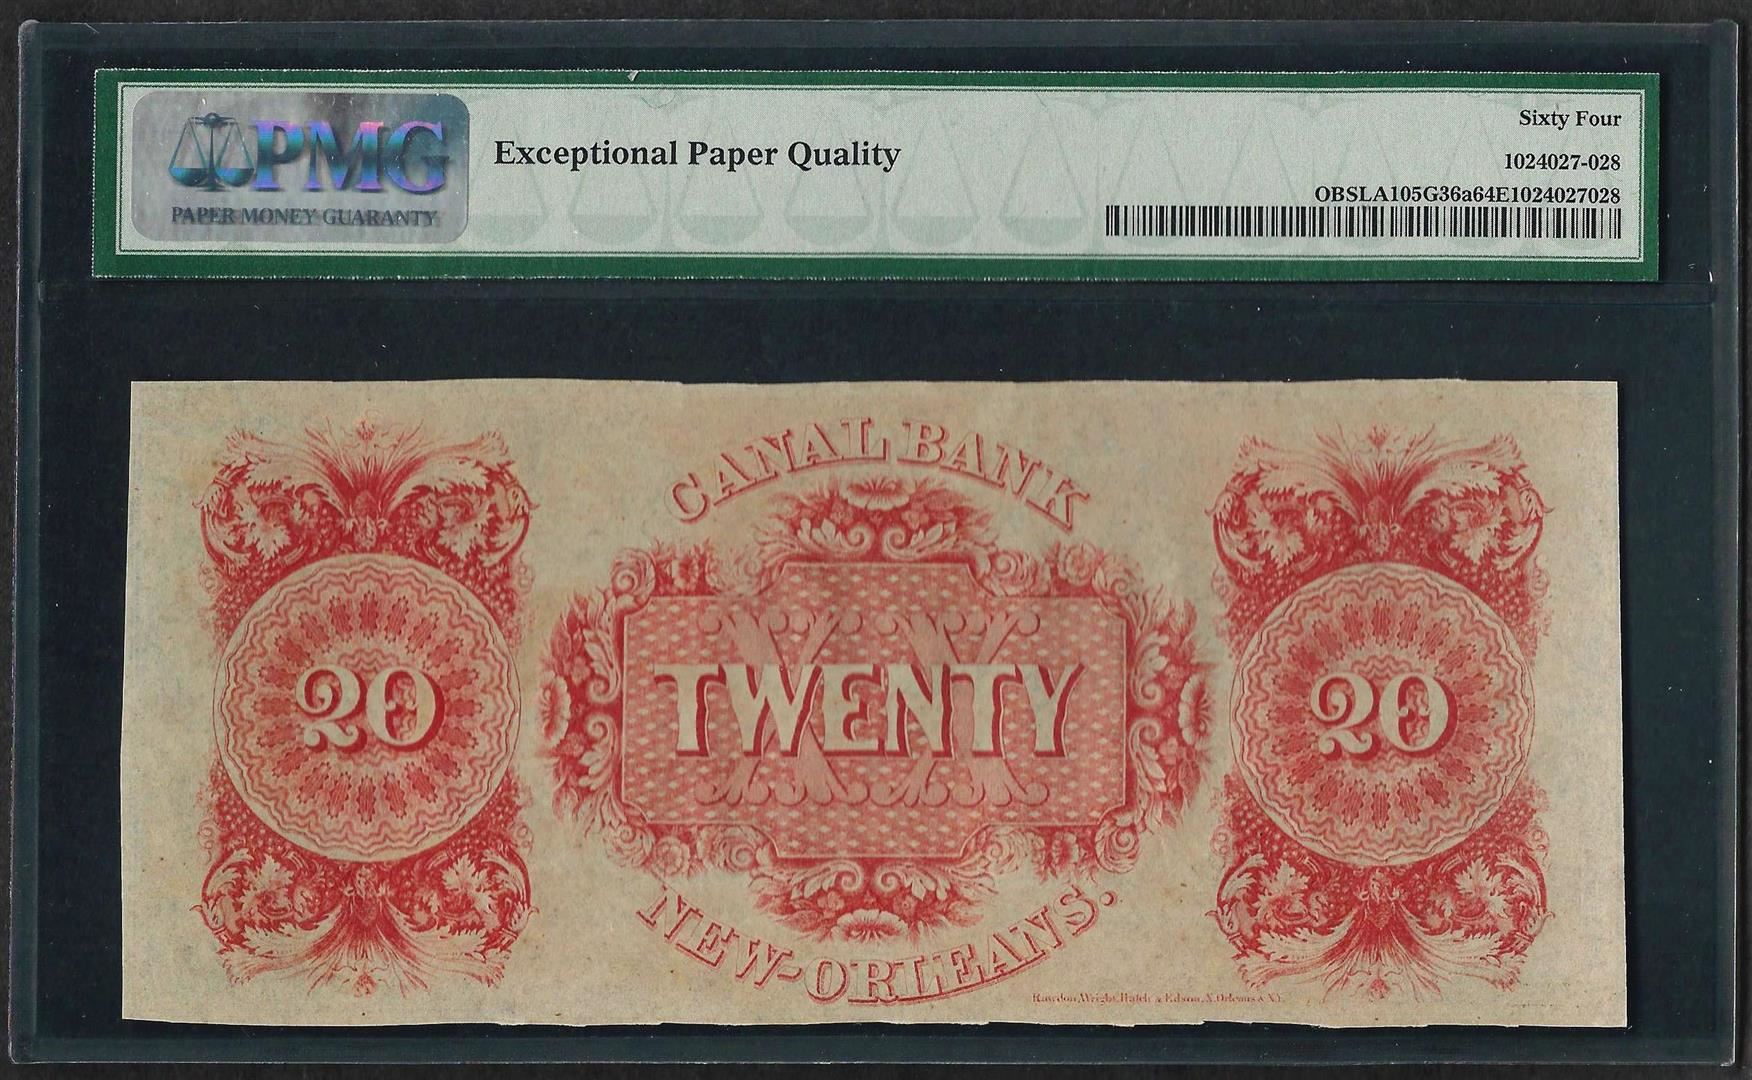 PMG
PAPER MONEY GUARANTY
Exceptional Paper Quality
Sixty Four
1024027-028
OBSLA105G36a64E1024027028
CANAL BANK
20
XX
TWENTY
20
NEW-ORLEANS.
Rawdon, Wright, Hatch & Edson, N. Orleans & N.Y.